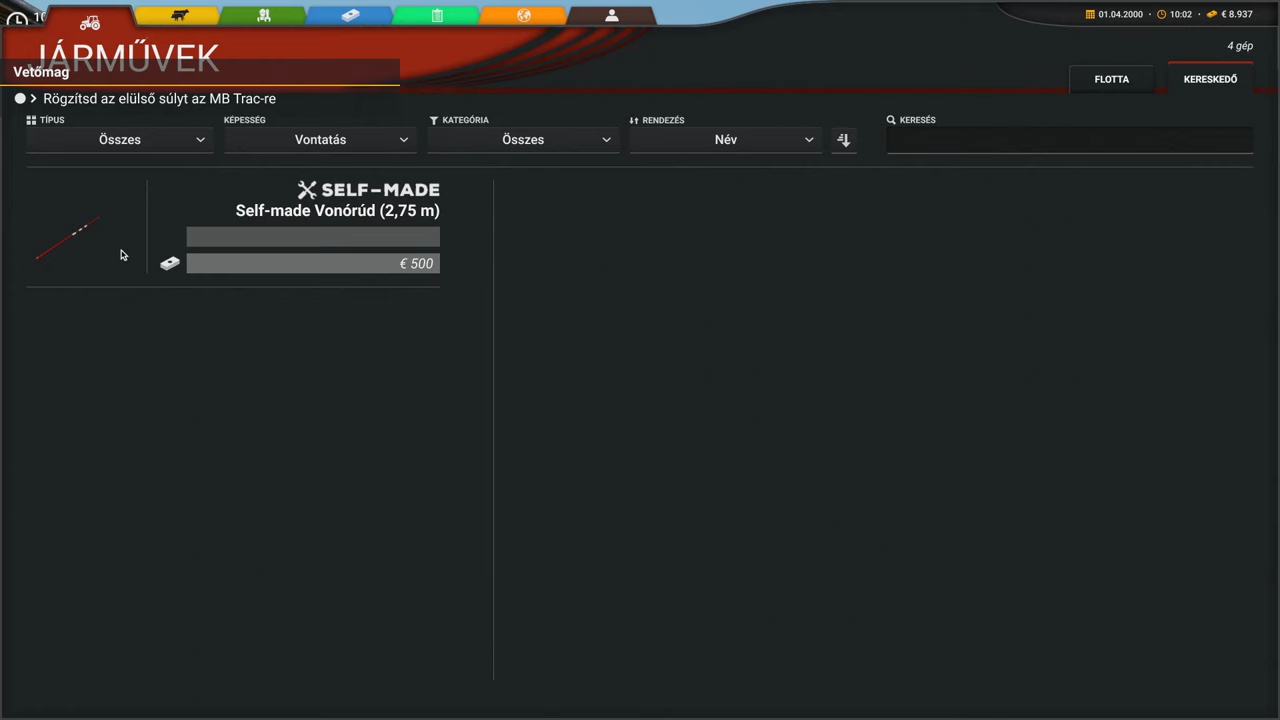 10
01.04.2000 · 10:02 · € 8.937
JÁRMŰVEK
4 gép
Vetőmag
FLOTTA
KERESKEDŐ
Rögzítsd az elülső súlyt az MB Trac-re
TÍPUS
KÉPESSÉG
KATEGÓRIA
RENDEZÉS
KERESÉS
Összes
Vontatás
Összes
Név
SELF-MADE
Self-made Vonórúd (2,75 m)
€ 500